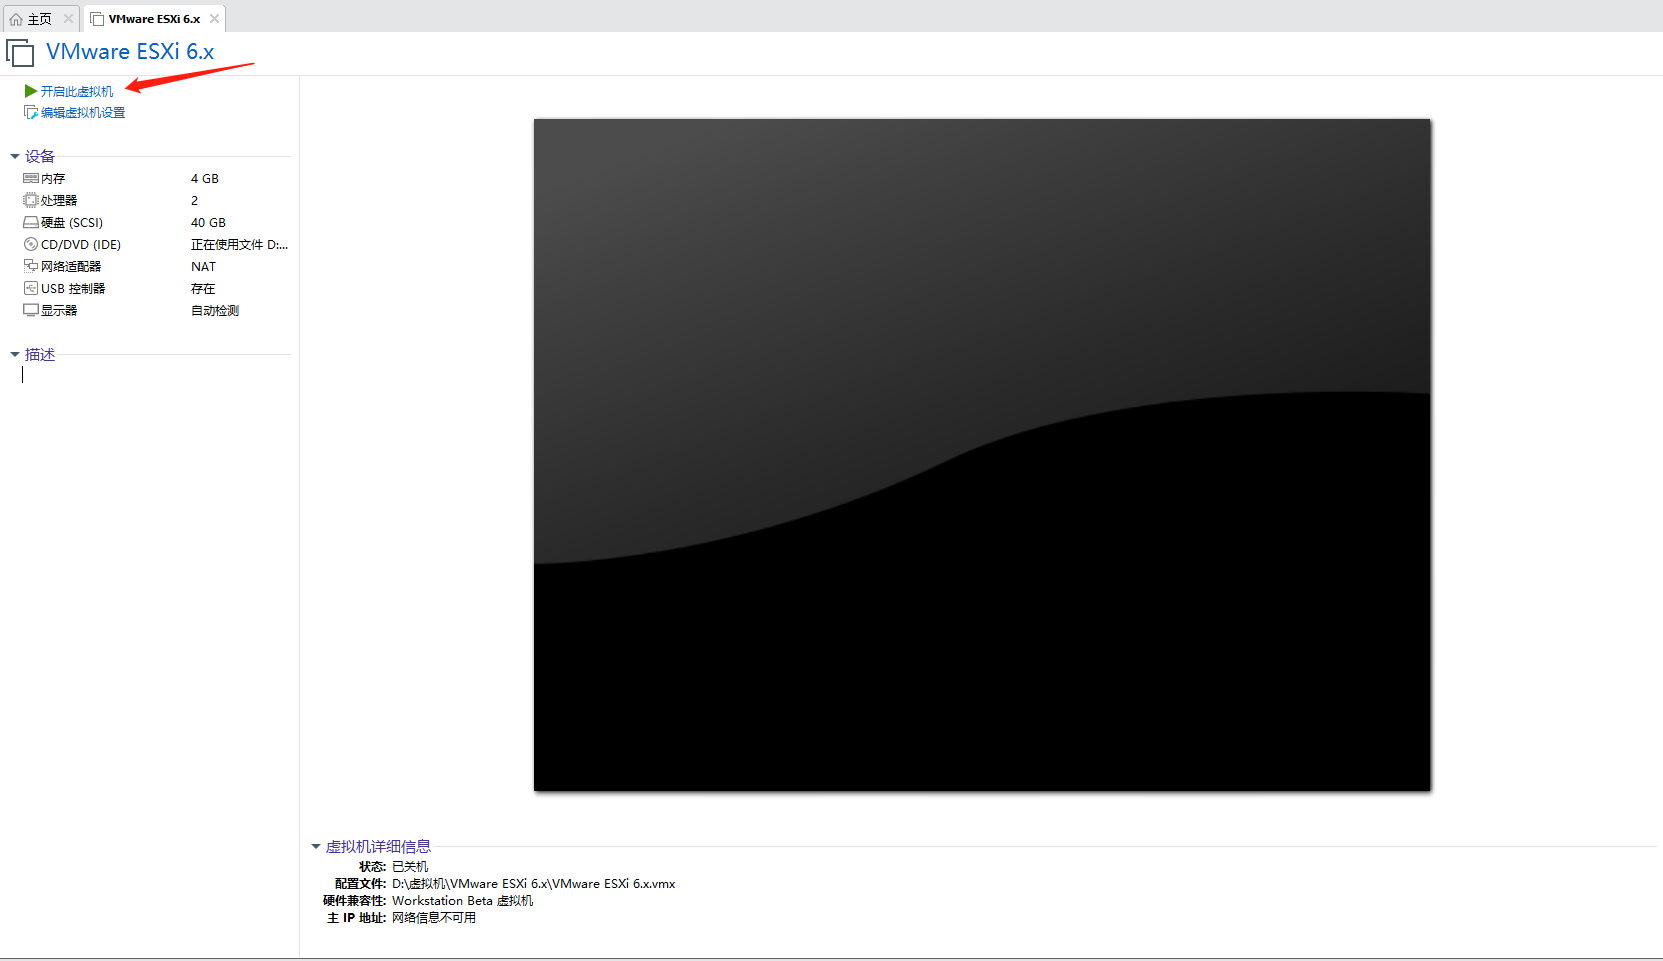 主页
VMware ESXi 6.x
VMware ESXi 6.x
开启此虚拟机
编辑虚拟机设置
设备
内存 4 GB
处理器 2
硬盘 (SCSI) 40 GB
CD/DVD (IDE) 正在使用文件 D:...
网络适配器 NAT
USB 控制器 存在
显示器 自动检测
描述
虚拟机详细信息
状态: 已关机
配置文件: D:\虚拟机\VMware ESXi 6.x\VMware ESXi 6.x.vmx
硬件兼容性: Workstation Beta 虚拟机
主 IP 地址: 网络信息不可用